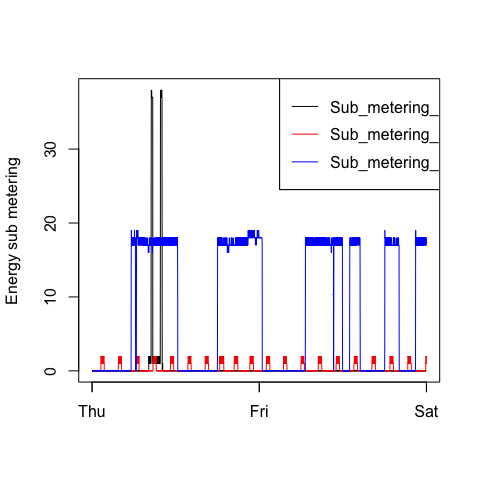 Energy sub metering
30
20
10
0
Sub_metering_
Sub_metering_
Sub_metering_
Thu Fri Sat